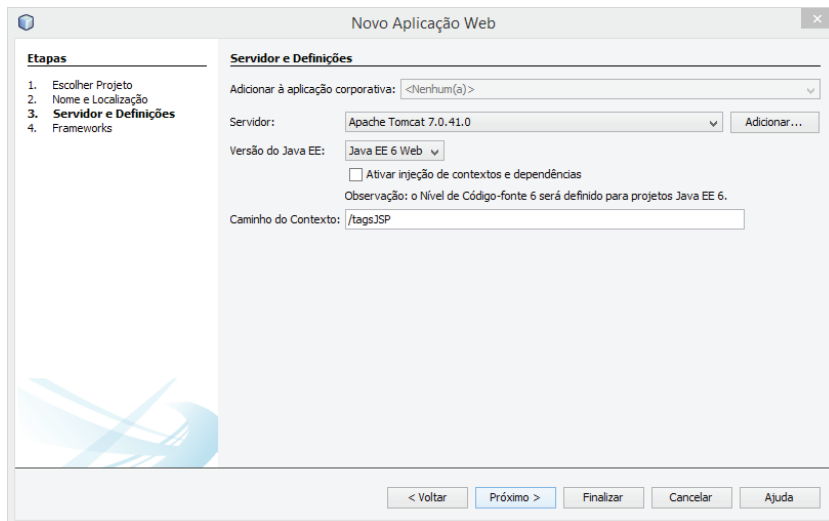 Novo Aplicação Web
Etapas
1. Escolher Projeto
2. Nome e Localização
3. Servidor e Definições
4. Frameworks
Servidor e Definições
Adicionar à aplicação corporativa: <Nenhum(a)>
Servidor: Apache Tomcat 7.0.41.0 Adicionar...
Versão do Java EE: Java EE 6 Web
Ativar injeção de contextos e dependências
Observação: o Nível de Código-fonte 6 será definido para projetos Java EE 6.
Caminho do Contexto: /tagsJSP
< Voltar Próximo > Finalizar Cancelar Ajuda